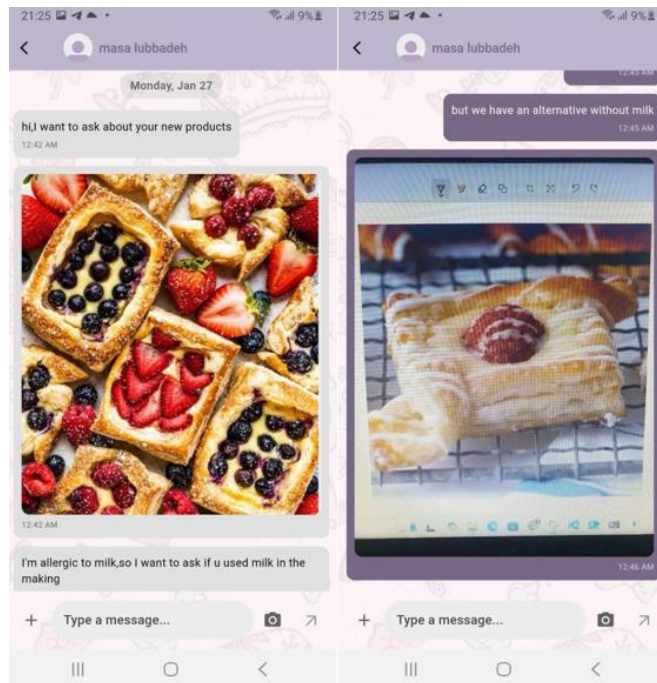 21:25
9%
masa lubbadeh
Monday, Jan 27
hi,I want to ask about your new products
12:42 AM
12:42 AM
I'm allergic to milk,so I want to ask if u used milk in the
making
Type a message...
21:25
9%
masa lubbadeh
12:45 AM
but we have an alternative without milk
12:45 AM
12:46 AM
Type a message...